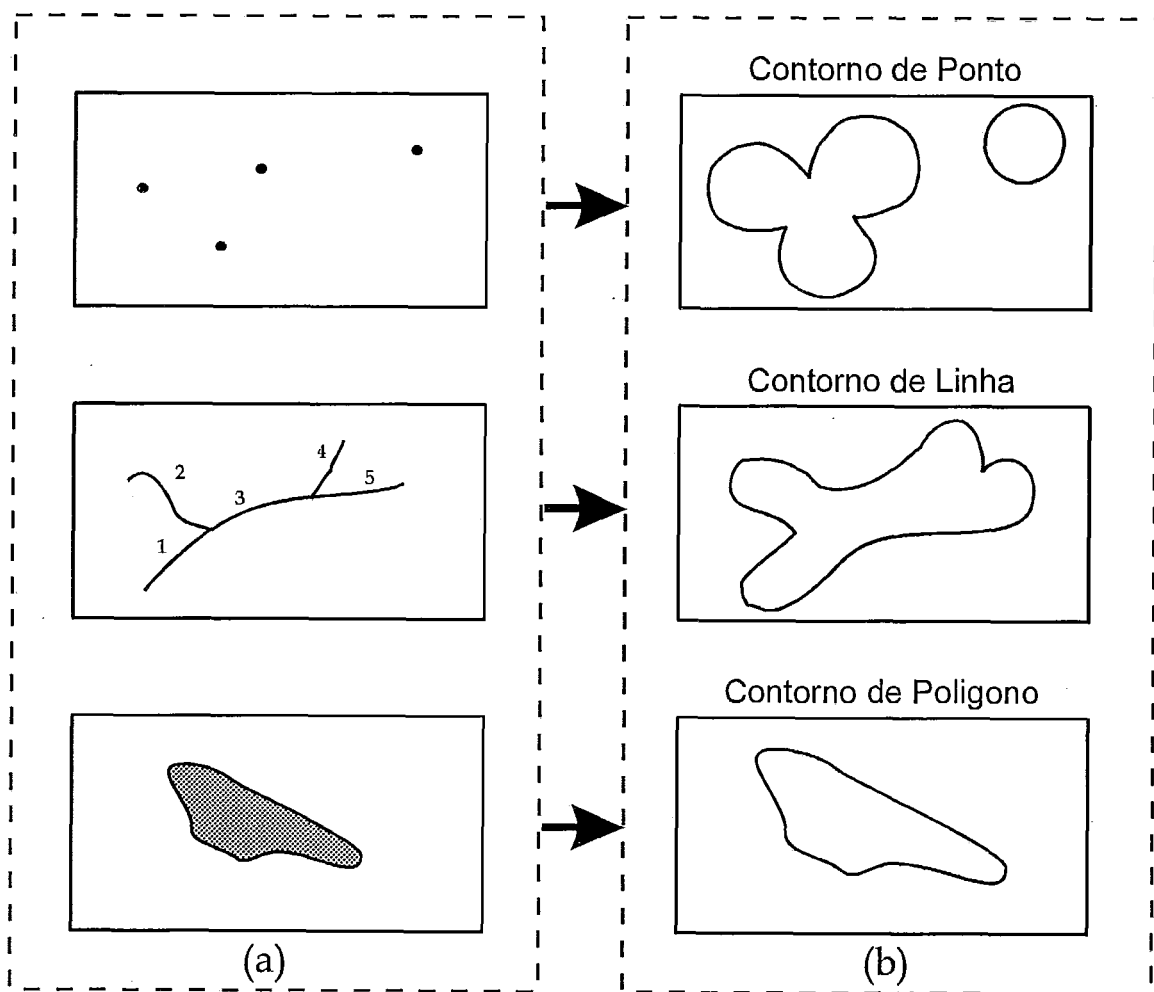 Contorno de Ponto
Contorno de Linha
1
2
3
4
5
Contorno de Poligono
(a)
(b)